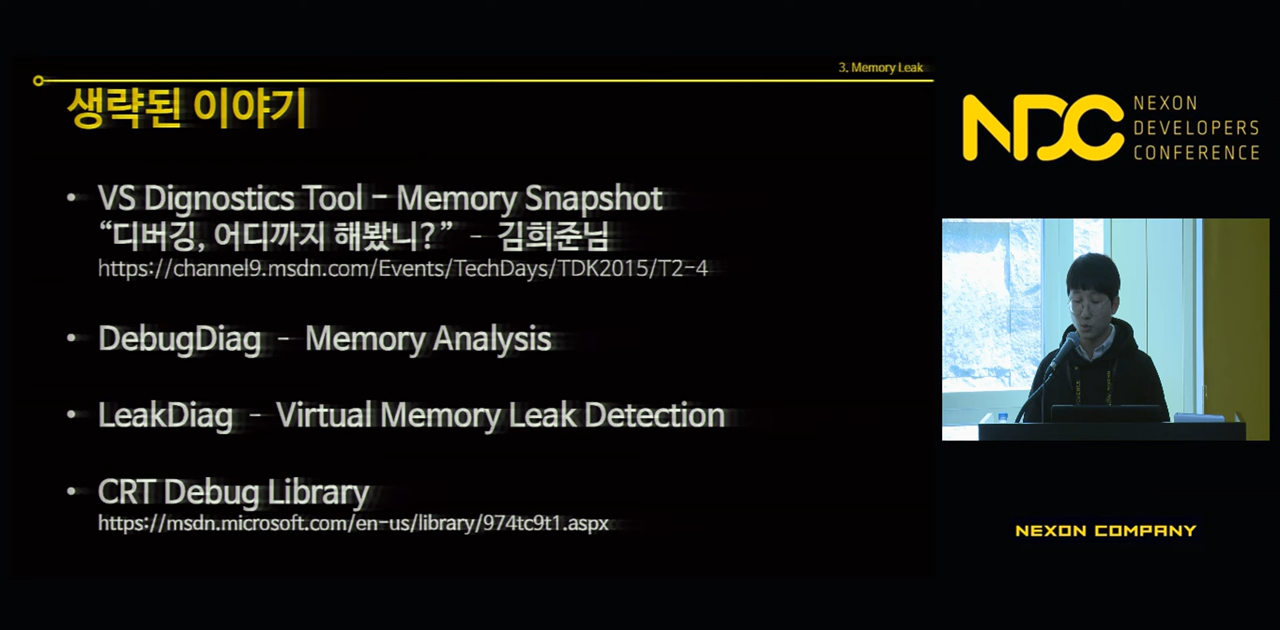 3. Memory Leak
생략된 이야기
• VS Dignostics Tool - Memory Snapshot
“디버깅, 어디까지 해봤니?” - 김희준님
https://channel9.msdn.com/Events/TechDays/TDK2015/T2-4
• DebugDiag - Memory Analysis
• LeakDiag - Virtual Memory Leak Detection
• CRT Debug Library
https://msdn.microsoft.com/en-us/library/974tc9t1.aspx
NDC
NEXON
DEVELOPERS
CONFERENCE
NEXON COMPANY